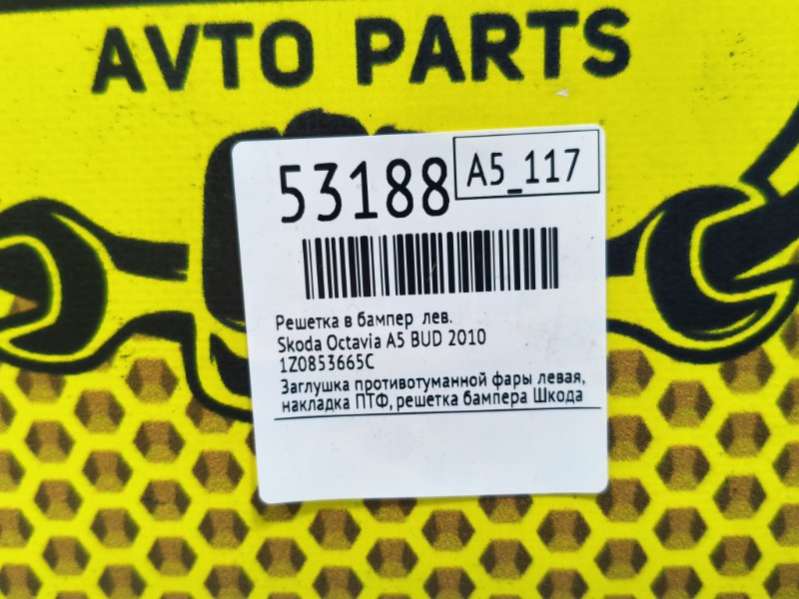 AVTO PARTS
53188
A5_117
Решетка в бампер лев.
Skoda Octavia A5 BUD 2010
1Z0853665C
Заглушка противотуманной фары левая,
накладка ПТФ, решетка бампера Шкода